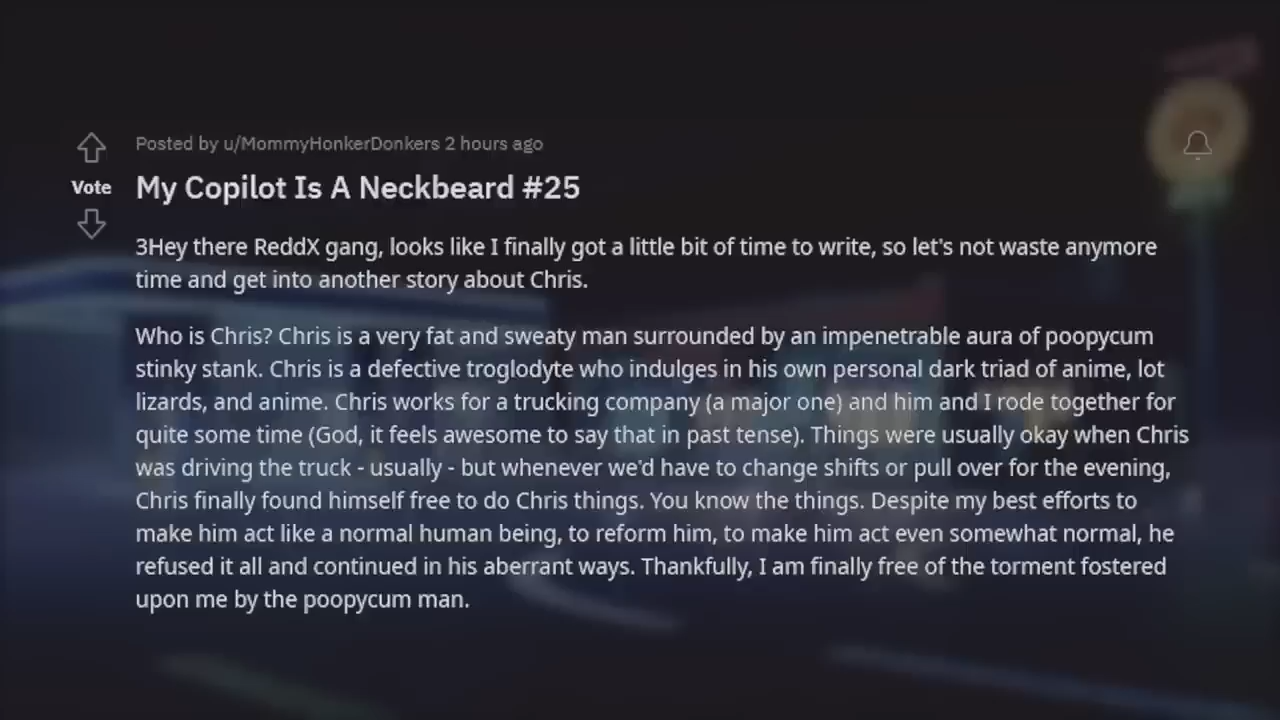 Posted by u/MommyHonkerDonkers 2 hours ago
Vote
My Copilot Is A Neckbeard #25
3Hey there ReddX gang, looks like I finally got a little bit of time to write, so let's not waste anymore
time and get into another story about Chris.
Who is Chris? Chris is a very fat and sweaty man surrounded by an impenetrable aura of poopycum
stinky stank. Chris is a defective troglodyte who indulges in his own personal dark triad of anime, lot
lizards, and anime. Chris works for a trucking company (a major one) and him and I rode together for
quite some time (God, it feels awesome to say that in past tense). Things were usually okay when Chris
was driving the truck - usually - but whenever we'd have to change shifts or pull over for the evening,
Chris finally found himself free to do Chris things. You know the things. Despite my best efforts to
make him act like a normal human being, to reform him, to make him act even somewhat normal, he
refused it all and continued in his aberrant ways. Thankfully, I am finally free of the torment fostered
upon me by the poopycum man.